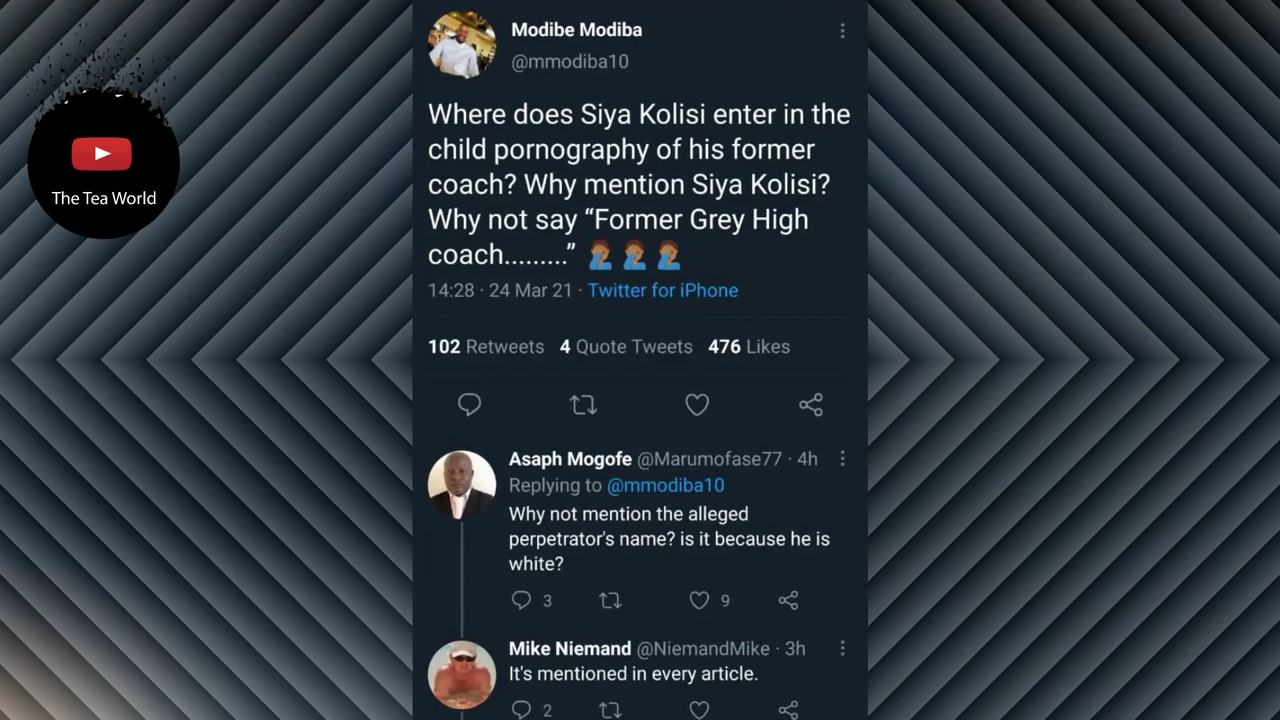 The Tea World
Modibe Modiba
@mmodiba10
Where does Siya Kolisi enter in the
child pornography of his former
coach? Why mention Siya Kolisi?
Why not say “Former Grey High
coach.........” 🤦🏾‍♂️🤦🏾‍♂️🤦🏾‍♂️
14:28 · 24 Mar 21 · Twitter for iPhone
102 Retweets 4 Quote Tweets 476 Likes
Asaph Mogofe @Marumofase77 · 4h
Replying to @mmodiba10
Why not mention the alleged
perpetrator's name? is it because he is
white?
3 9
Mike Niemand @NiemandMike · 3h
It's mentioned in every article.
2